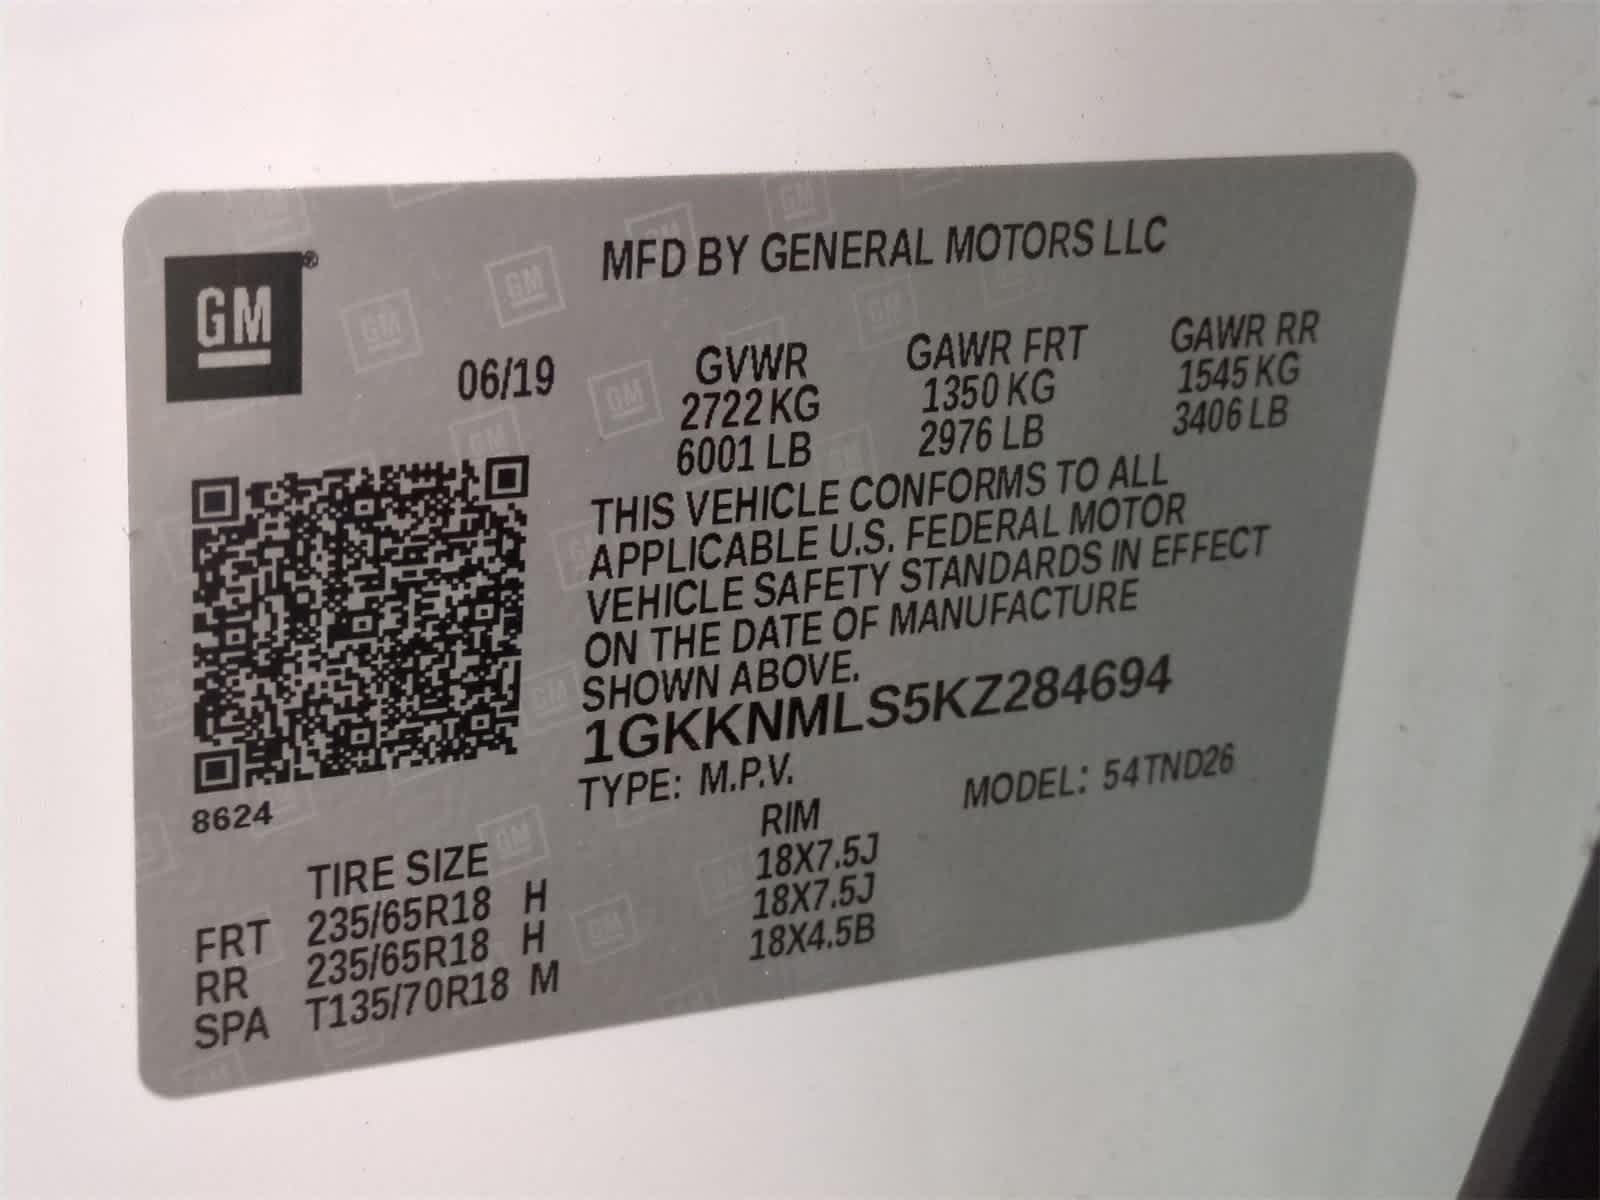 GM®
MFD BY GENERAL MOTORS LLC
06/19 GVWR GAWR FRT GAWR RR
2722 KG 1350 KG 1545 KG
6001 LB 2976 LB 3406 LB
THIS VEHICLE CONFORMS TO ALL
APPLICABLE U.S. FEDERAL MOTOR
VEHICLE SAFETY STANDARDS IN EFFECT
ON THE DATE OF MANUFACTURE
SHOWN ABOVE.
1GKKNMLS5KZ284694
TYPE: M.P.V. MODEL: 54TND26
8624
TIRE SIZE RIM
FRT 235/65R18 H 18X7.5J
RR 235/65R18 H 18X7.5J
SPA T135/70R18 M 18X4.5B